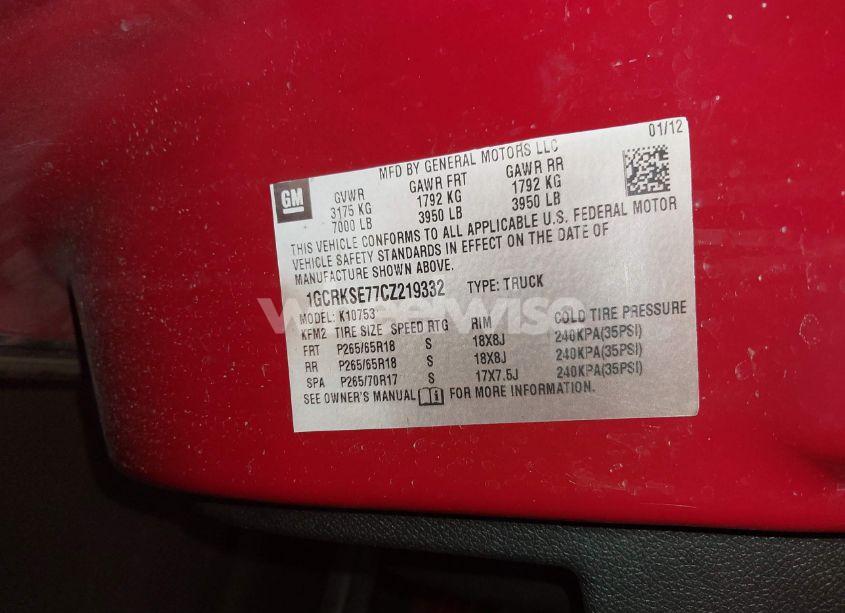 01/12
MFD BY GENERAL MOTORS LLC
GM
GVWR GAWR FRT GAWR RR
3175 KG 1792 KG 1792 KG
7000 LB 3950 LB 3950 LB
THIS VEHICLE CONFORMS TO ALL APPLICABLE U.S. FEDERAL MOTOR
VEHICLE SAFETY STANDARDS IN EFFECT ON THE DATE OF
MANUFACTURE SHOWN ABOVE.
1GCRKSE77CZ219332 TYPE: TRUCK
MODEL: K10753
KFM2 TIRE SIZE SPEED RTG RIM COLD TIRE PRESSURE
FRT P265/65R18 S 18X8J 240KPA(35PSI)
RR P265/65R18 S 18X8J 240KPA(35PSI)
SPA P265/70R17 S 17X7.5J 240KPA(35PSI)
SEE OWNER'S MANUAL FOR MORE INFORMATION.